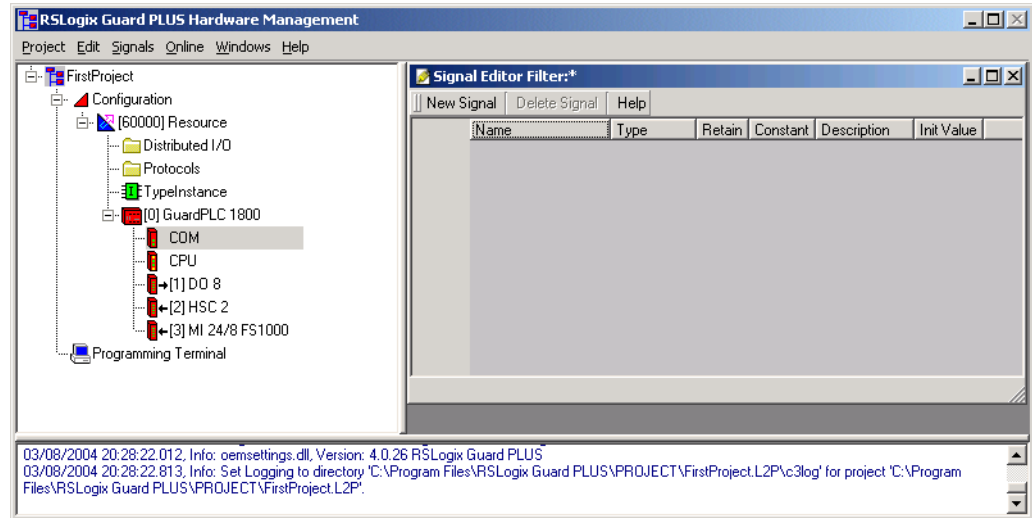 RSLogix Guard PLUS Hardware Management
Project Edit Signals Online Windows Help
FirstProject
Configuration
[60000] Resource
Distributed I/O
Protocols
TypeInstance
[0] GuardPLC 1800
COM
CPU
[1] DO 8
[2] HSC 2
[3] MI 24/8 FS1000
Programming Terminal
Signal Editor Filter:*
New Signal Delete Signal Help
Name Type Retain Constant Description Init Value
03/08/2004 20:28:22.012, Info: oemsettings.dll, Version: 4.0.26 RSLogix Guard PLUS
03/08/2004 20:28:22.813, Info: Set Logging to directory 'C:\Program Files\RSLogix Guard PLUS\PROJECT\FirstProject.L2P\c3log' for project 'C:\Program
Files\RSLogix Guard PLUS\PROJECT\FirstProject.L2P'.